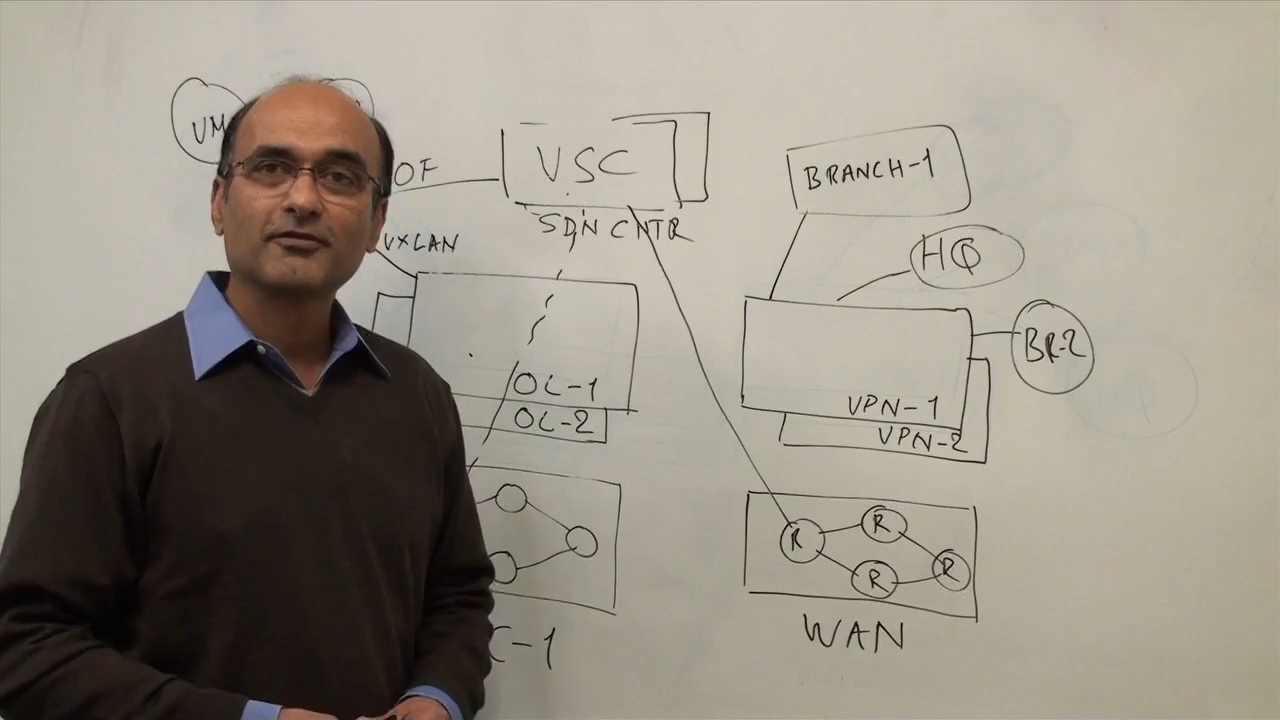 VM
OF
VSC
SDN CNTR
VXLAN
OL-1
OL-2
BRANCH-1
HQ
BR-2
VPN-1
VPN-2
R
R
R
R
C-1
WAN